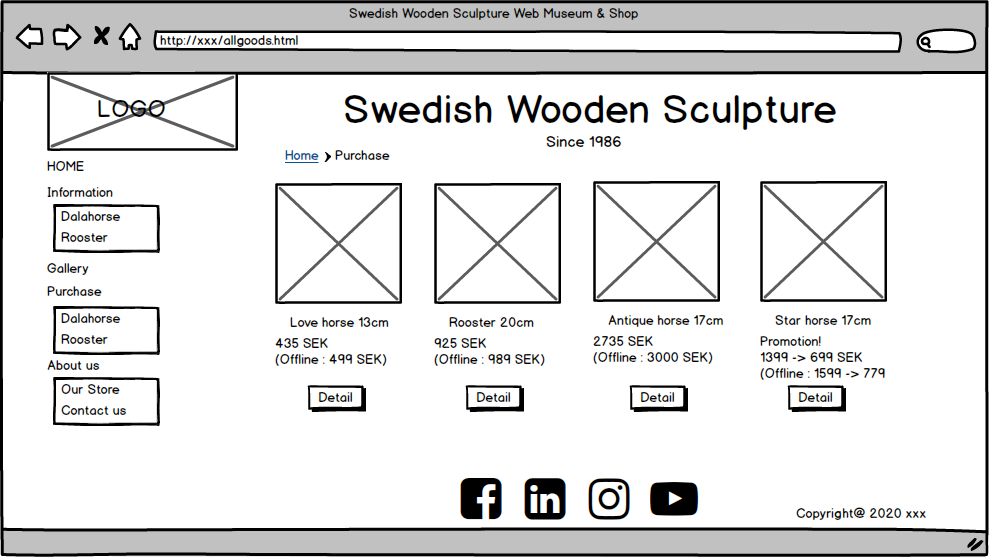 Swedish Wooden Sculpture Web Museum & Shop
http://xxx/allgoods.html
LOGO
Swedish Wooden Sculpture
Since 1986
Home Purchase
HOME
Information
Dalahorse
Rooster
Gallery
Purchase
Dalahorse
Rooster
About us
Our Store
Contact us
Love horse 13cm
435 SEK
(Offline : 499 SEK)
Detail
Rooster 20cm
925 SEK
(Offline : 989 SEK)
Detail
Antique horse 17cm
2735 SEK
(Offline : 3000 SEK)
Detail
Star horse 17cm
Promotion!
1399 -> 699 SEK
(Offline : 1599 -> 779
Detail
f
in
Copyright@ 2020 xxx